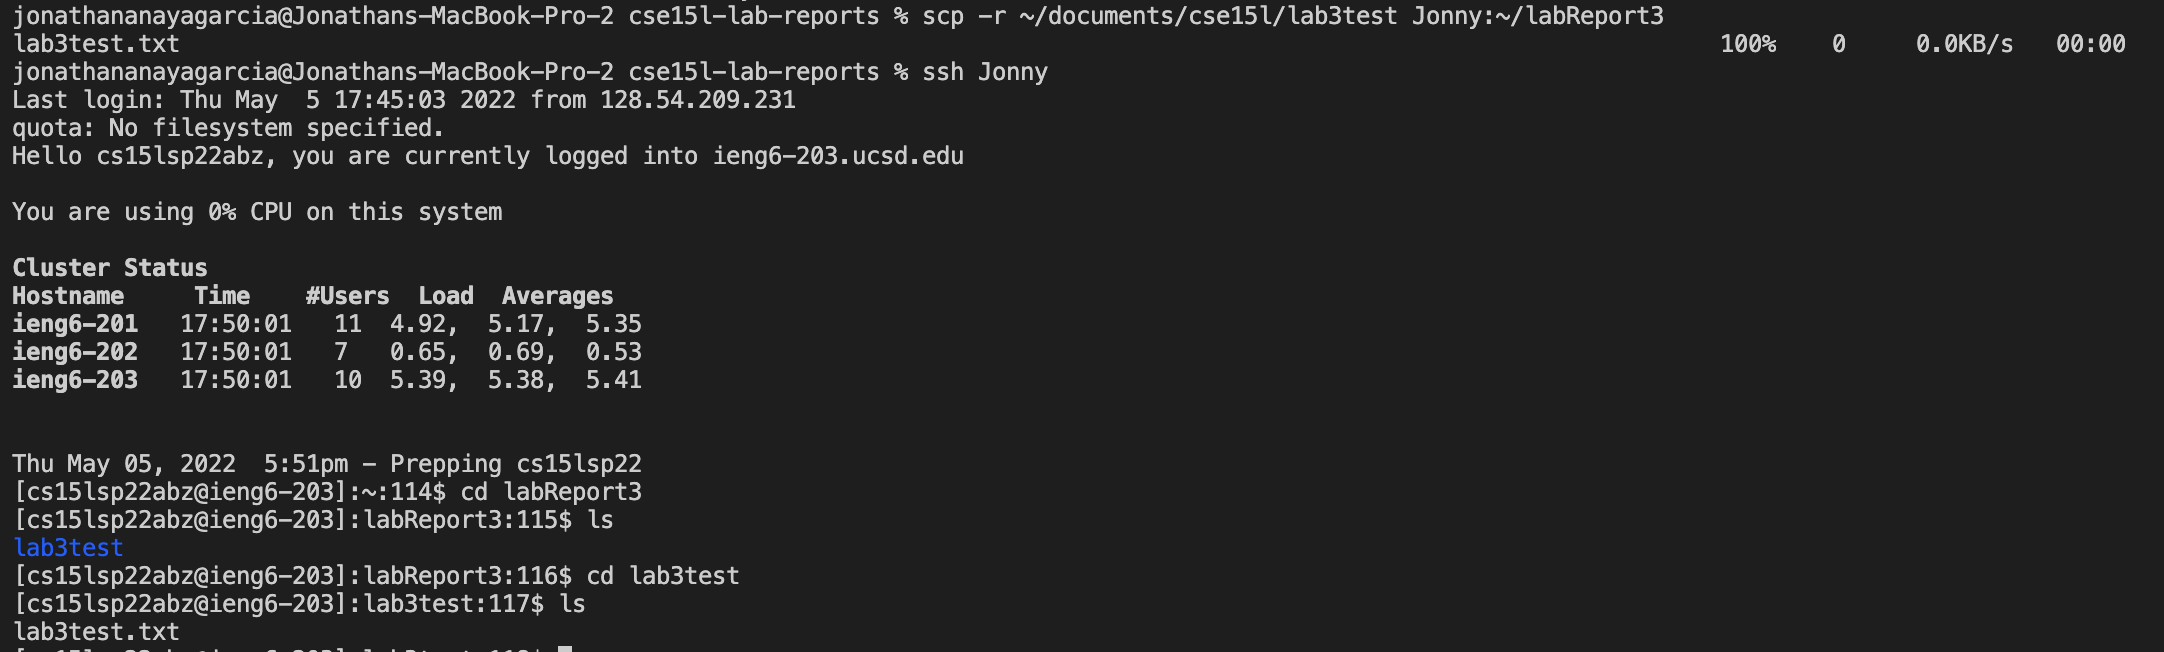 jonathananayagarcia@Jonathans-MacBook-Pro-2 cse15l-lab-reports % scp -r ~/documents/cse15l/lab3test Jonny:~/labReport3
lab3test.txt 100% 0 0.0KB/s 00:00
jonathananayagarcia@Jonathans-MacBook-Pro-2 cse15l-lab-reports % ssh Jonny
Last login: Thu May  5 17:45:03 2022 from 128.54.209.231
quota: No filesystem specified.
Hello cs15lsp22abz, you are currently logged into ieng6-203.ucsd.edu
You are using 0% CPU on this system
Cluster Status
Hostname     Time    #Users  Load  Averages
ieng6-201   17:50:01   11  4.92,  5.17,  5.35
ieng6-202   17:50:01   7   0.65,  0.69,  0.53
ieng6-203   17:50:01   10  5.39,  5.38,  5.41
Thu May 05, 2022  5:51pm - Prepping cs15lsp22
[cs15lsp22abz@ieng6-203]:~:114$ cd labReport3
[cs15lsp22abz@ieng6-203]:labReport3:115$ ls
lab3test
[cs15lsp22abz@ieng6-203]:labReport3:116$ cd lab3test
[cs15lsp22abz@ieng6-203]:lab3test:117$ ls
lab3test.txt